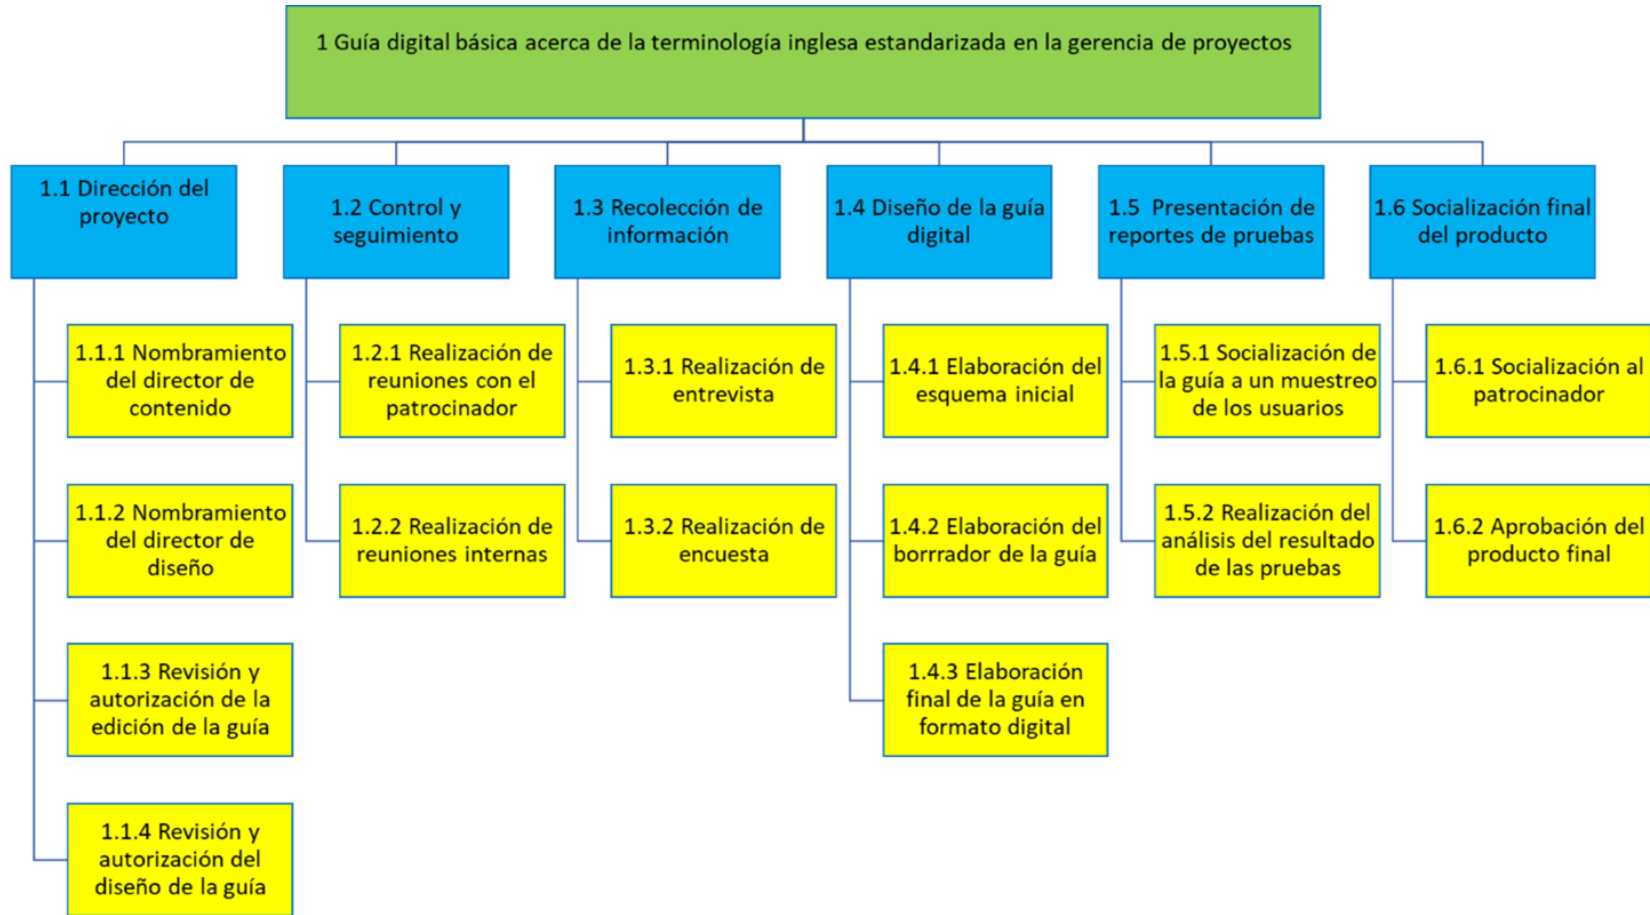 1 Guía digital básica acerca de la terminología inglesa estandarizada en la gerencia de proyectos
1.1 Dirección del
proyecto
1.2 Control y
seguimiento
1.3 Recolección de
información
1.4 Diseño de la guía
digital
1.5 Presentación de
reportes de pruebas
1.6 Socialización final
del producto
1.1.1 Nombramiento
del director de
contenido
1.1.2 Nombramiento
del director de
diseño
1.1.3 Revisión y
autorización de la
edición de la guía
1.1.4 Revisión y
autorización del
diseño de la guía
1.2.1 Realización de
reuniones con el
patrocinador
1.2.2 Realización de
reuniones internas
1.3.1 Realización de
entrevista
1.3.2 Realización de
encuesta
1.4.1 Elaboración del
esquema inicial
1.4.2 Elaboración del
borrrador de la guía
1.4.3 Elaboración
final de la guía en
formato digital
1.5.1 Socialización de
la guía a un muestreo
de los usuarios
1.5.2 Realización del
análisis del resultado
de las pruebas
1.6.1 Socialización al
patrocinador
1.6.2 Aprobación del
producto final